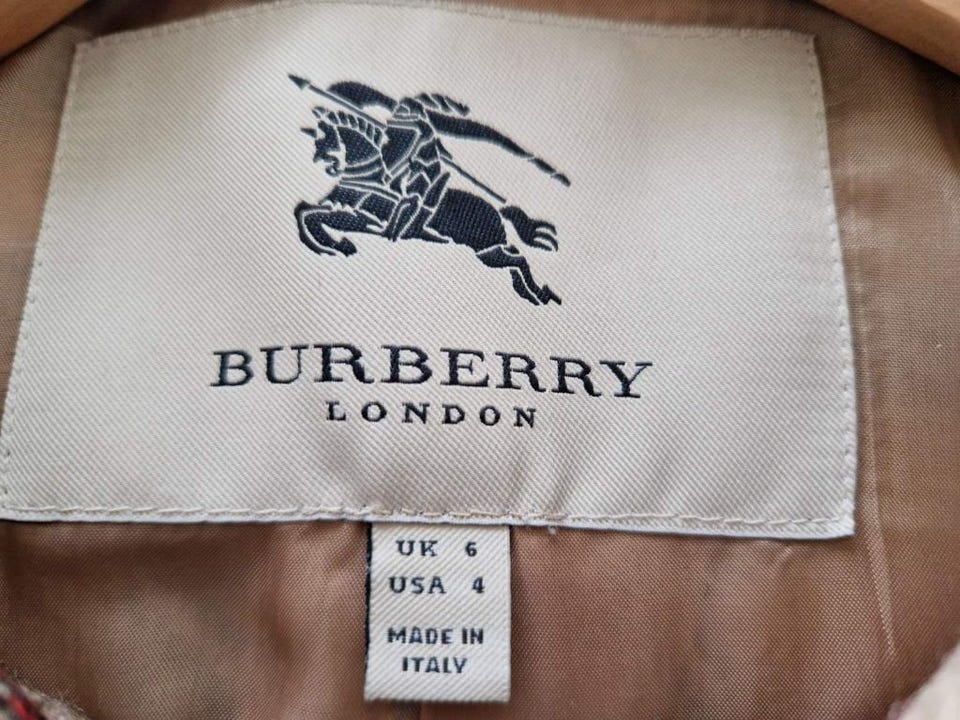 BURBERRY
LONDON
UK 6
USA 4
MADE IN
ITALY